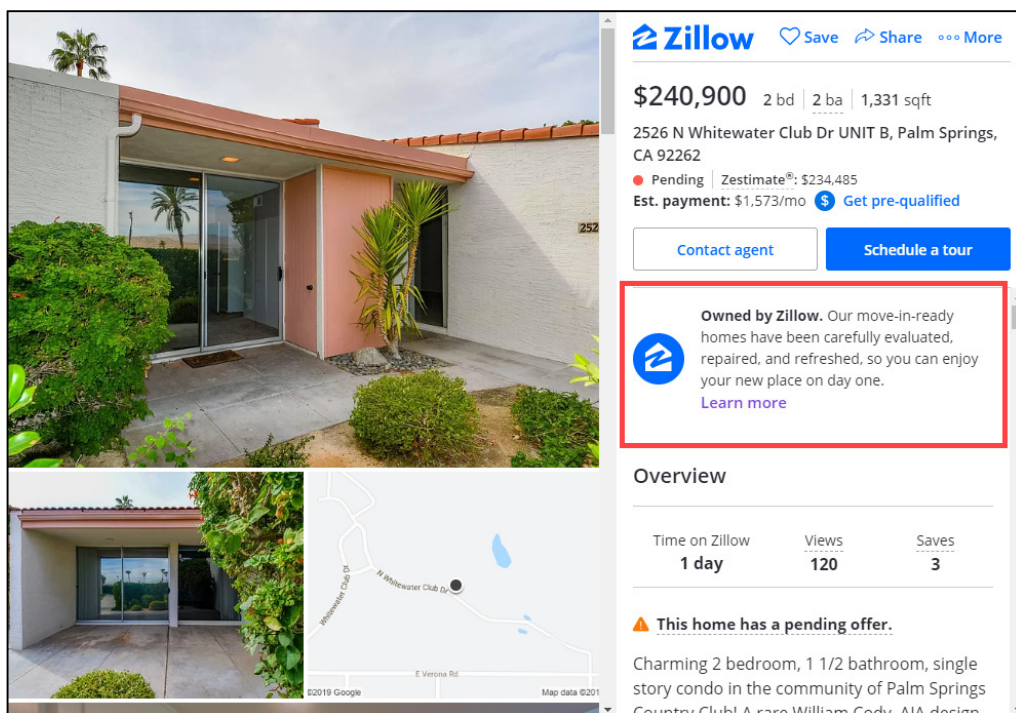 Zillow Save Share More
$240,900 2 bd 2 ba 1,331 sqft
2526 N Whitewater Club Dr UNIT B, Palm Springs,
CA 92262
Pending Zestimate®: $234,485
Est. payment: $1,573/mo $ Get pre-qualified
Contact agent Schedule a tour
Owned by Zillow. Our move-in-ready
homes have been carefully evaluated,
repaired, and refreshed, so you can enjoy
your new place on day one.
Learn more
Overview
Time on Zillow Views Saves
1 day 120 3
This home has a pending offer.
Charming 2 bedroom, 1 1/2 bathroom, single
story condo in the community of Palm Springs
Country Club! A rare William Cody, AIA design
252
Whitewater Club Dr
N Whitewater Club Dr
E Verona Rd
©2019 Google Map data ©201